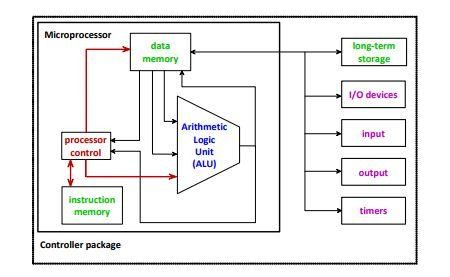 Microprocessor
data
memory
long-term
storage
I/O devices
Arithmetic
Logic
Unit
(ALU)
input
processor
control
output
instruction
memory
timers
Controller package